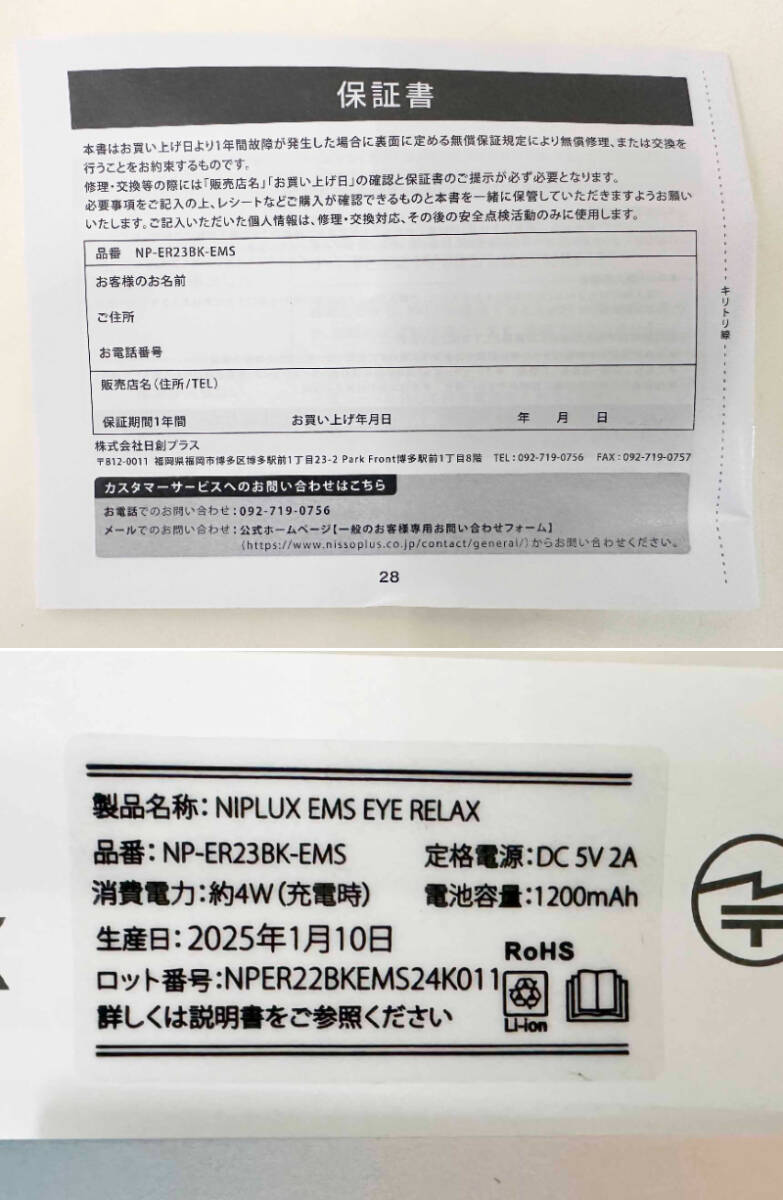 保証書
本書はお買い上げ日より1年間故障が発生した場合に裏面に定める無償保証規定により無償修理、または交換を
行うことをお約束するものです。
修理・交換等の際には「販売店名」「お買い上げ日」の確認と保証書のご提示が必ず必要となります。
必要事項をご記入の上、レシートなどご購入が確認できるものと本書を一緒に保管していただきますようお願い
いたします。ご記入いただいた個人情報は、修理・交換対応、その後の安全点検活動のみに使用します。
品番 NP-ER23BK-EMS
お客様のお名前
ご住所
お電話番号
販売店名(住所/TEL)
保証期間1年間 お買い上げ年月日 年 月 日
株式会社日創プラス
〒812-0011 福岡県福岡市博多区博多駅前1丁目23-2 Park Front博多駅前1丁目8階 TEL:092-719-0756 FAX:092-719-0757
カスタマーサービスへのお問い合わせはこちら
お電話でのお問い合わせ:092-719-0756
メールでのお問い合わせ:公式ホームページ【一般のお客様専用お問い合わせフォーム】
(https://www.nissoplus.co.jp/contact/general/)からお問い合わせください。
28
キリトリ線
製品名称: NIPLUX EMS EYE RELAX
品番: NP-ER23BK-EMS 定格電源:DC 5V 2A
消費電力:約4W(充電時) 電池容量:1200mAh
生産日: 2025年1月10日
RoHS
ロット番号:NPER22BKEMS24K011
Li-ion
詳しくは説明書をご参照ください